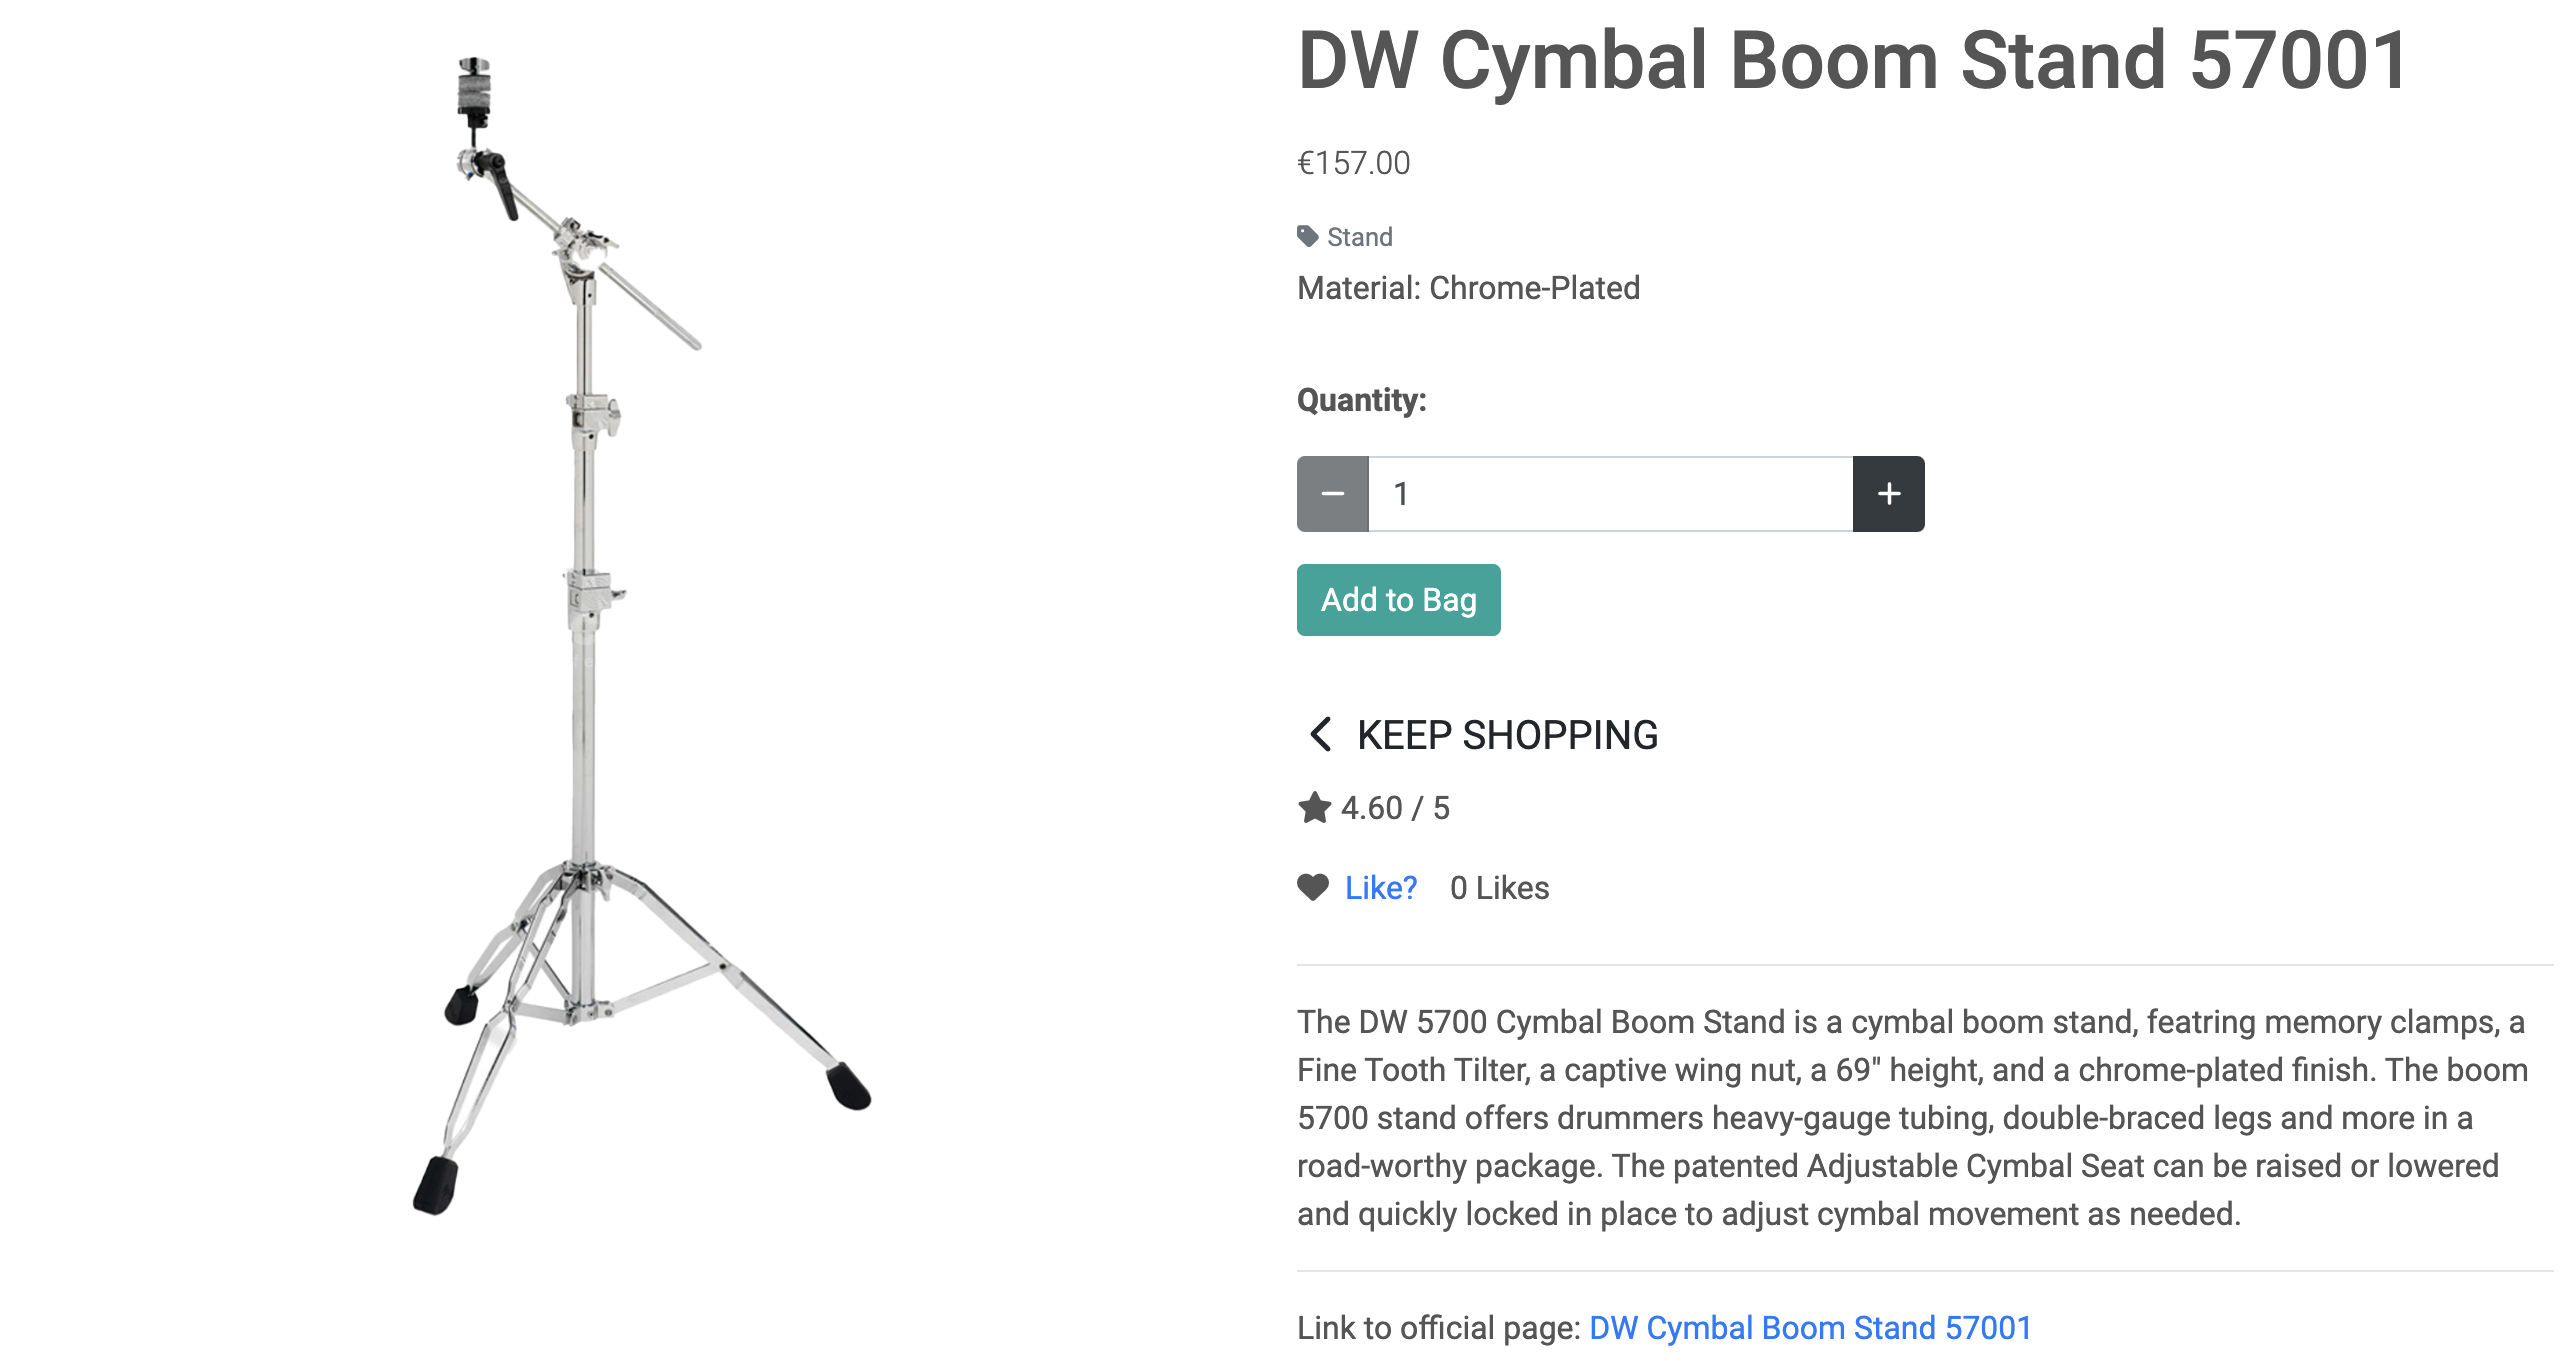 DW Cymbal Boom Stand 57001
€157.00
Stand
Material: Chrome-Plated
Quantity:
− 1 +
Add to Bag
KEEP SHOPPING
4.60 / 5
Like? 0 Likes
The DW 5700 Cymbal Boom Stand is a cymbal boom stand, featring memory clamps, a
Fine Tooth Tilter, a captive wing nut, a 69" height, and a chrome-plated finish. The boom
5700 stand offers drummers heavy-gauge tubing, double-braced legs and more in a
road-worthy package. The patented Adjustable Cymbal Seat can be raised or lowered
and quickly locked in place to adjust cymbal movement as needed.
Link to official page: DW Cymbal Boom Stand 57001